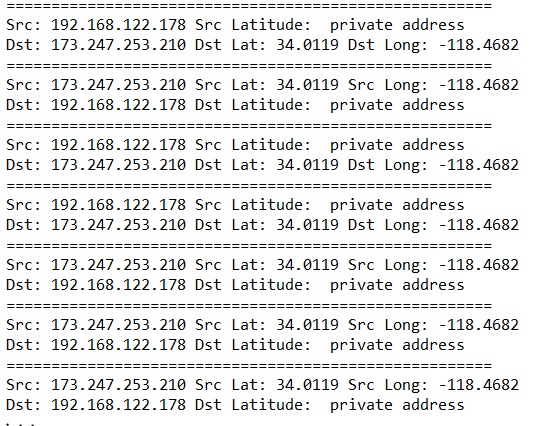 ======================================================
Src: 192.168.122.178 Src Latitude:  private address
Dst: 173.247.253.210 Dst Lat: 34.0119 Dst Long: -118.4682
======================================================
Src: 173.247.253.210 Src Lat: 34.0119 Src Long: -118.4682
Dst: 192.168.122.178 Dst Latitude:  private address
======================================================
Src: 192.168.122.178 Src Latitude:  private address
Dst: 173.247.253.210 Dst Lat: 34.0119 Dst Long: -118.4682
======================================================
Src: 192.168.122.178 Src Latitude:  private address
Dst: 173.247.253.210 Dst Lat: 34.0119 Dst Long: -118.4682
======================================================
Src: 173.247.253.210 Src Lat: 34.0119 Src Long: -118.4682
Dst: 192.168.122.178 Dst Latitude:  private address
======================================================
Src: 173.247.253.210 Src Lat: 34.0119 Src Long: -118.4682
Dst: 192.168.122.178 Dst Latitude:  private address
======================================================
Src: 173.247.253.210 Src Lat: 34.0119 Src Long: -118.4682
Dst: 192.168.122.178 Dst Latitude:  private address
...